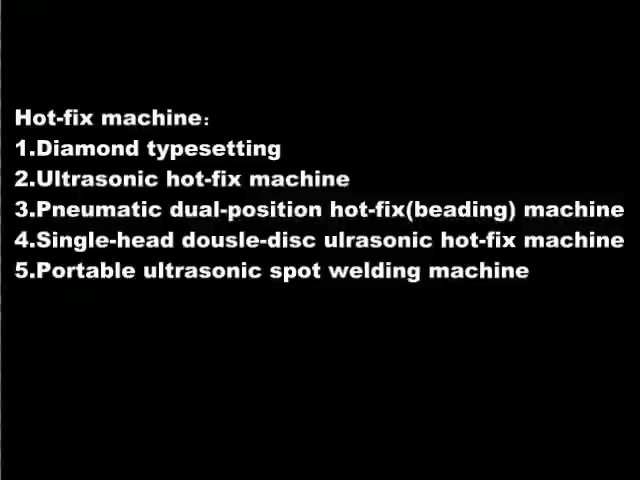 Hot-fix machine：
1.Diamond typesetting
2.Ultrasonic hot-fix machine
3.Pneumatic dual-position hot-fix(beading) machine
4.Single-head dousle-disc ulrasonic hot-fix machine
5.Portable ultrasonic spot welding machine